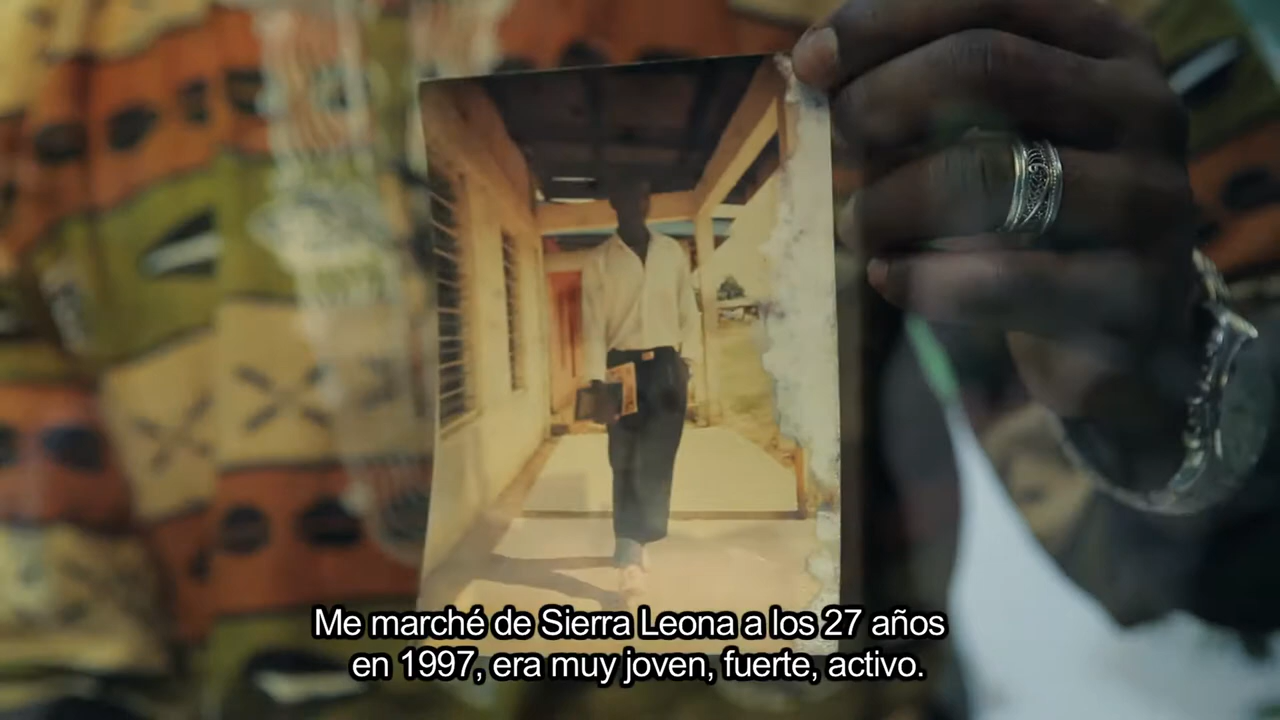 Me marché de Sierra Leona a los 27 años
en 1997, era muy joven, fuerte, activo.